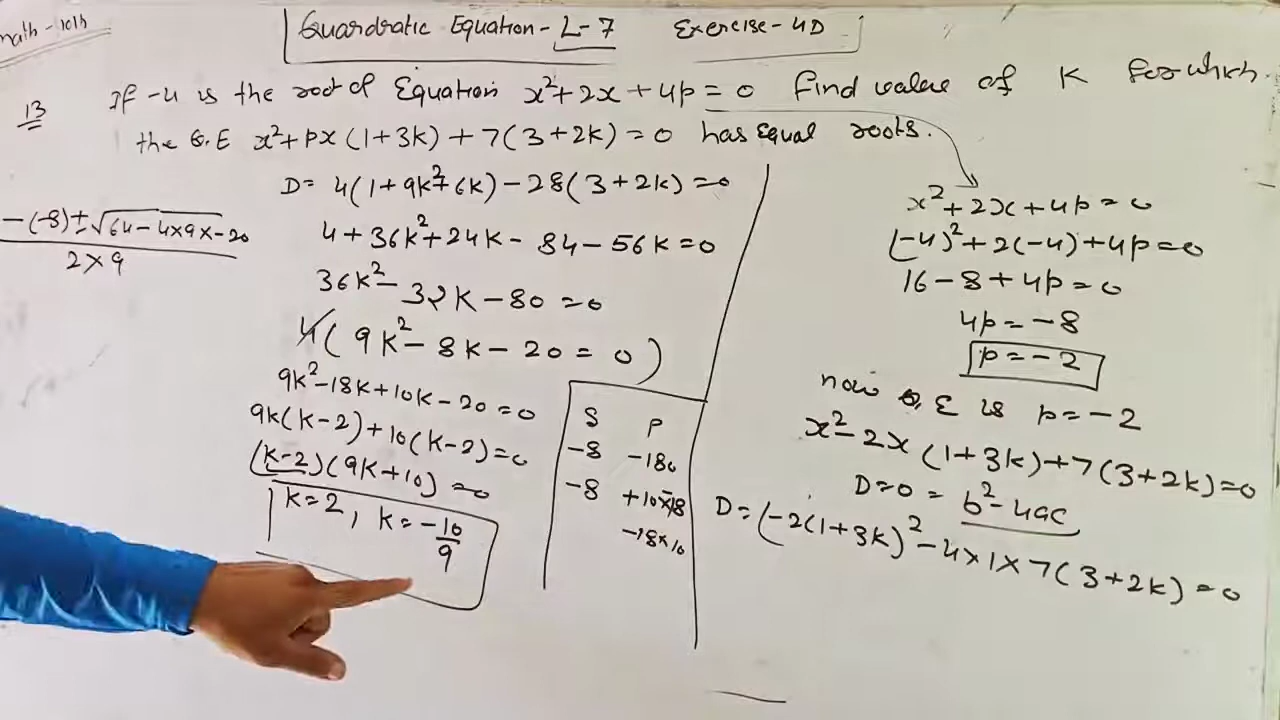 math-10th
Quardratic Equation-L-7 Exercise-4D
13 If -4 is the root of Equation x²+2x+4p=0 find value of K for which
the Q.E x²+px(1+3k)+7(3+2k)=0 has Equal roots.
D= 4(1+9k²+6k)-28(3+2k)=0
4+36k²+24k-84-56k=0
36k²-32k-80=0
4(9k²-8k-20=0)
9k²-18k+10k-20=0
9k(k-2)+10(k-2)=0
(k-2)(9k+10)=0
k=2, k=-10/9
-(-8)±√64-4×9×-20
2×9
S P
-8 -180
-8 +10×-18
-18×10
x²+2x+4p=0
(-4)²+2(-4)+4p=0
16-8+4p=0
4p=-8
p=-2
now Q.E is p=-2
x²-2x(1+3k)+7(3+2k)=0
D=0=b²-4ac
D=(-2(1+3k)²-4×1×7(3+2k)=0